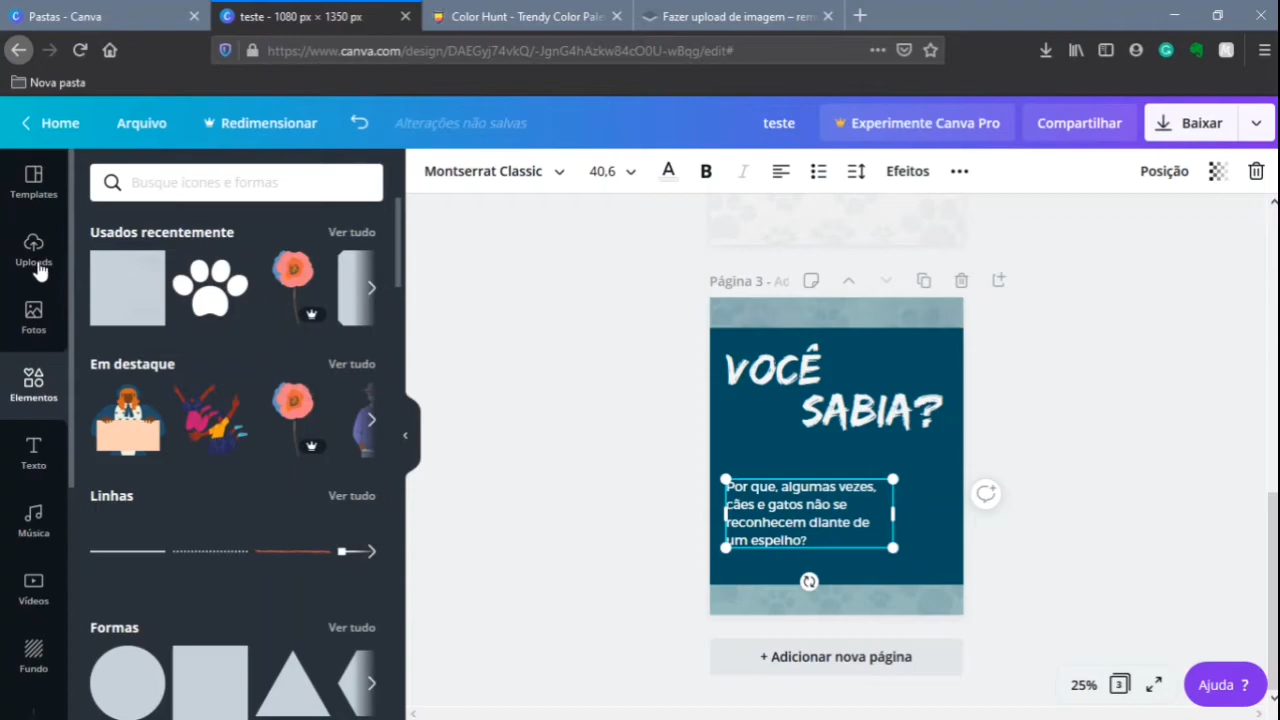 Pastas - Canva
teste - 1080 px × 1350 px
Color Hunt - Trendy Color Pale
Fazer upload de imagem – rem
https://www.canva.com/design/DAEGyj74vkQ/-JgnG4hAzkw84cO0U-wBqg/edit#
Nova pasta
Home
Arquivo
Redimensionar
Alterações não salvas
teste
Experimente Canva Pro
Compartilhar
Baixar
Templates
Uploads
Fotos
Elementos
Texto
Música
Vídeos
Fundo
Busque ícones e formas
Usados recentemente
Ver tudo
Em destaque
Ver tudo
Linhas
Ver tudo
Formas
Ver tudo
Montserrat Classic
40,6
A
B
I
Efeitos
Posição
Página 3 - Ad
VOCÊ
SABIA?
Por que, algumas vezes,
cães e gatos não se
reconhecem diante de
um espelho?
+ Adicionar nova página
25%
3
Ajuda ?